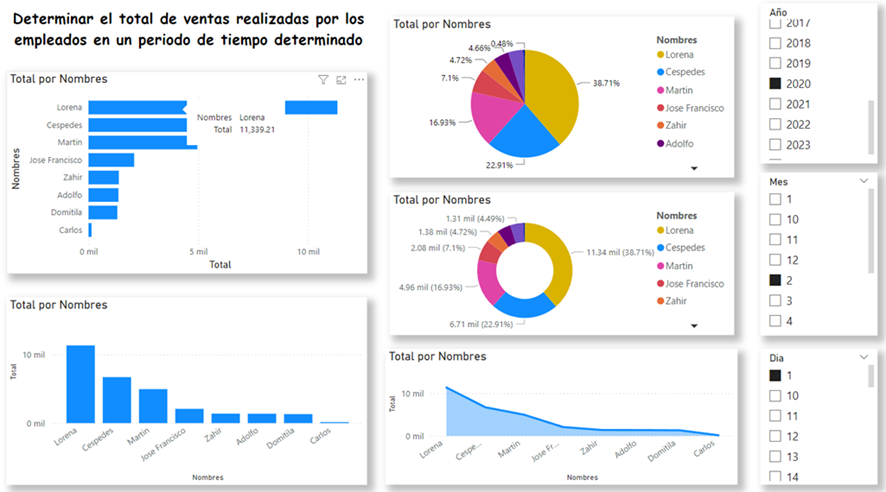 Determinar el total de ventas realizadas por los
empleados en un periodo de tiempo determinado
Total por Nombres
Nombres
Lorena
Cespedes
Martin
Jose Francisco
Zahir
Adolfo
Domitila
Carlos
Nombres Lorena
Total 11,339.21
0 mil 5 mil 10 mil
Total
Total por Nombres
Total
10 mil
0 mil
Lorena Cespedes Martin Jose Francisco Zahir Adolfo Domitila Carlos
Nombres
Total por Nombres
0.48%
4.66%
4.72%
7.1%
16.93%
22.91%
38.71%
Nombres
Lorena
Cespedes
Martin
Jose Francisco
Zahir
Adolfo
Total por Nombres
1.31 mil (4.49%)
1.38 mil (4.72%)
2.08 mil (7.1%)
4.96 mil (16.93%)
6.71 mil (22.91%)
11.34 mil (38.71%)
Nombres
Lorena
Cespedes
Martin
Jose Francisco
Zahir
Total por Nombres
Total
10 mil
0 mil
Lorena Cespe... Martin Jose Fr... Zahir Adolfo Domitila Carlos
Nombres
Año
2017
2018
2019
2020
2021
2022
2023
Mes
1
10
11
12
2
3
4
Dia
1
10
11
12
13
14